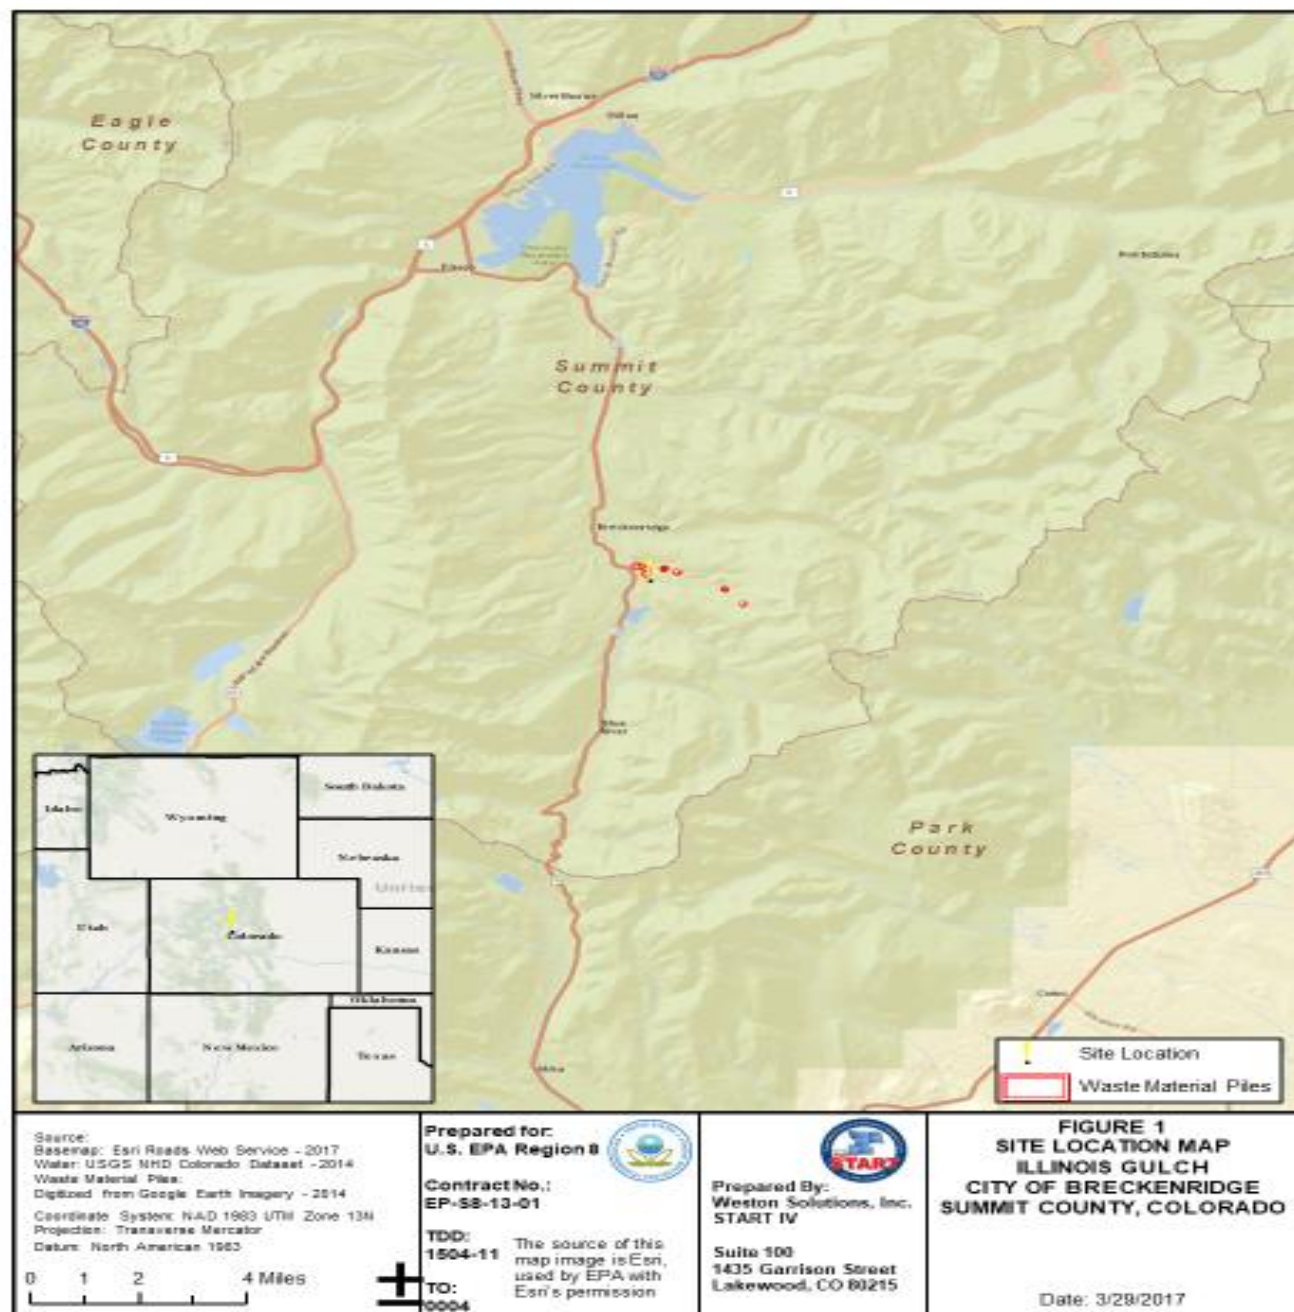 Eagle
County
Silverthorne
Dillon
Frisco
Summit
County
Breckenridge
Blue
River
Park
County
Alma
Como
South Dakota
Idaho
Wyoming
Nebraska
Utah
Colorado
Kansas
Oklahoma
Arizona
New Mexico
Texas
Site Location
Waste Material Piles
Source:
Basemap: Esri Roads Web Service - 2017
Water: USGS NHD Colorado Dataset - 2014
Waste Material Piles:
Digitized from Google Earth Imagery - 2014
Coordinate System: NAD 1983 UTM Zone 13N
Projection: Transverse Mercator
Datum: North American 1983
0 1 2 4 Miles
Prepared for:
U.S. EPA Region 8
Contract No.:
EP-S8-13-01
TDD:
1504-11
TO:
0004
The source of this
map image is Esri,
used by EPA with
Esri's permission
START
Prepared By:
Weston Solutions, Inc.
START IV
Suite 100
1435 Garrison Street
Lakewood, CO 80215
FIGURE 1
SITE LOCATION MAP
ILLINOIS GULCH
CITY OF BRECKENRIDGE
SUMMIT COUNTY, COLORADO
Date: 3/29/2017